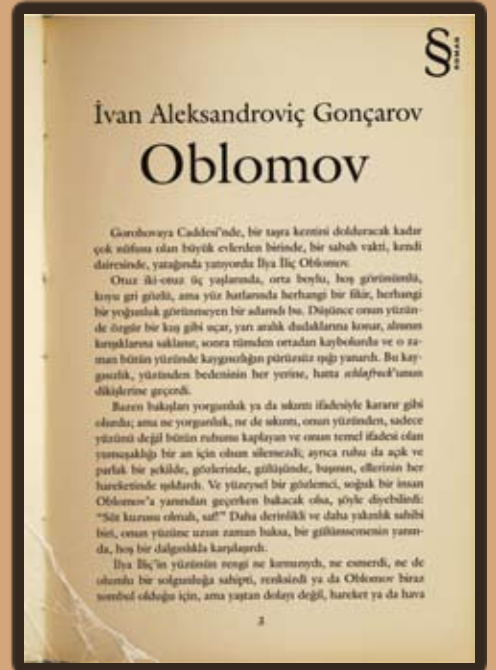 §
ROMAN
İvan Aleksandroviç Gonçarov
Oblomov
Gorohovaya Caddesi'nde, bir taşra kentini dolduracak kadar
çok nüfusu olan büyük evlerden birinde, bir sabah vakti, kendi
dairesinde, yatağında yatıyordu İlya İliç Oblomov.
Otuz iki-otuz üç yaşlarında, orta boylu, hoş görünümlü,
koyu gri gözlü, ama yüz hatlarında herhangi bir fikir, herhangi
bir yoğunluk görünmeyen bir adamdı bu. Düşünce onun yüzün-
de özgür bir kuş gibi uçar, yarı aralık dudaklarına konar, alnının
kırışıklarına saklanır, sonra tümden ortadan kaybolurdu ve o za-
man bütün yüzünde kaygısızlığın pürüzsüz ışığı yanardı. Bu kay-
gısızlık, yüzünden bedeninin her yerine, hatta schlafrock'unun
dikişlerine geçerdi.
Bazen bakışları yorgunluk ya da sıkıntı ifadesiyle kararır gibi
olurdu; ama ne yorgunluk, ne de sıkıntı, onun yüzünden, sadece
yüzünü değil bütün ruhunu kaplayan ve onun temel ifadesi olan
yumuşaklığı bir an için olsun silemezdi; ayrıca ruhu da açık ve
parlak bir şekilde, gözlerinde, gülüşünde, başının, ellerinin her
hareketinde ışıldardı. Ve yüzeysel bir gözlemci, soğuk bir insan
Oblomov'a yanından geçerken bakacak olsa, şöyle diyebilirdi:
"Süt kuzusu olmalı, saf!" Daha derinlikli ve daha yakınlık sahibi
biri, onun yüzüne uzun zaman baksa, bir gülümsemenin yanın-
da, hoş bir dalgınlıkla karşılaşırdı.
İlya İliç'in yüzünün rengi ne kırmızıydı, ne esmerdi, ne de
olumlu bir solgunluğa sahipti, renksizdi ya da Oblomov biraz
tombul olduğu için, ama yaştan dolayı değil, hareket ya da hava